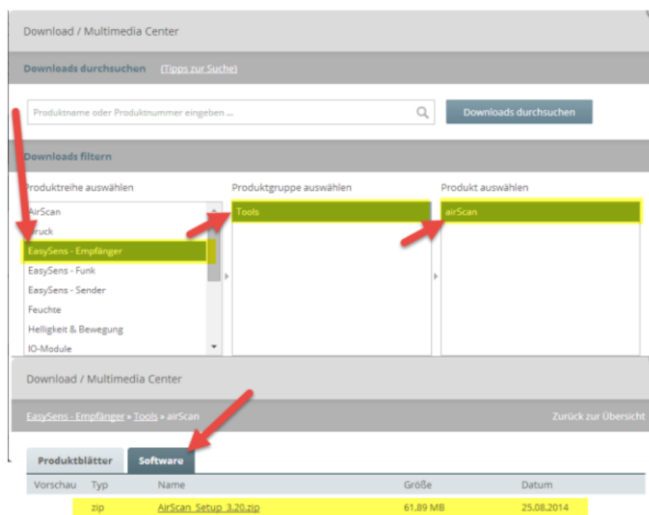 Download / Multimedia Center
Downloads durchsuchen (Tipps zur Suche)
Produktname oder Produktnummer eingeben ...
Downloads durchsuchen
Downloads filtern
Produktreihe auswählen
AirScan
Druck
EasySens - Empfänger
EasySens - Funk
EasySens - Sender
Feuchte
Helligkeit & Bewegung
IO-Module
Produktgruppe auswählen
Tools
Produkt auswählen
airScan
Download / Multimedia Center
EasySens - Empfänger » Tools » airScan Zurück zur Übersicht
Produktblätter Software
Vorschau Typ Name Größe Datum
zip AirScan_Setup_3.20.zip 61.89 MB 25.08.2014